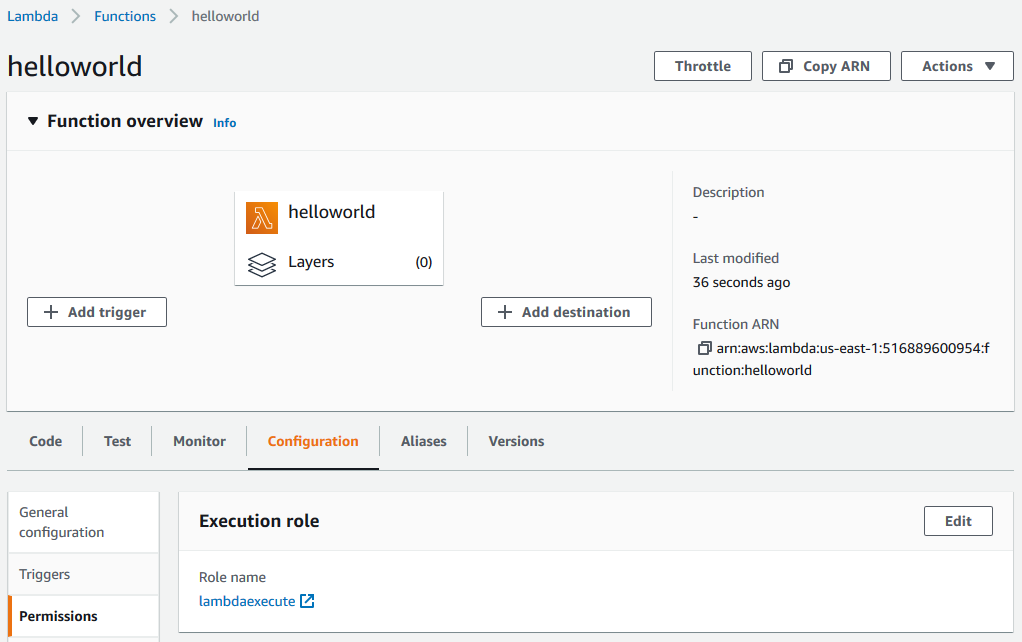 Lambda > Functions > helloworld
helloworld
Throttle
Copy ARN
Actions
Function overview Info
helloworld
Layers (0)
+ Add trigger
+ Add destination
Description
-
Last modified
36 seconds ago
Function ARN
arn:aws:lambda:us-east-1:516889600954:f
unction:helloworld
Code
Test
Monitor
Configuration
Aliases
Versions
General
configuration
Triggers
Permissions
Execution role
Edit
Role name
lambdaexecute